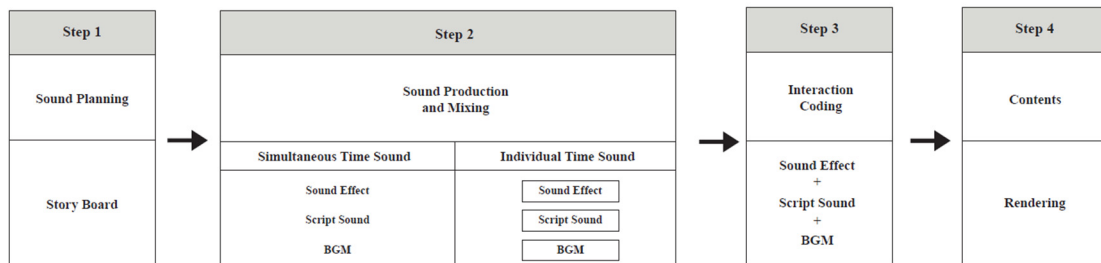 Step 1
Sound Planning
Story Board
Step 2
Sound Production
and Mixing
Simultaneous Time Sound
Individual Time Sound
Sound Effect
Sound Effect
Script Sound
Script Sound
BGM
BGM
Step 3
Interaction
Coding
Sound Effect
+
Script Sound
+
BGM
Step 4
Contents
Rendering